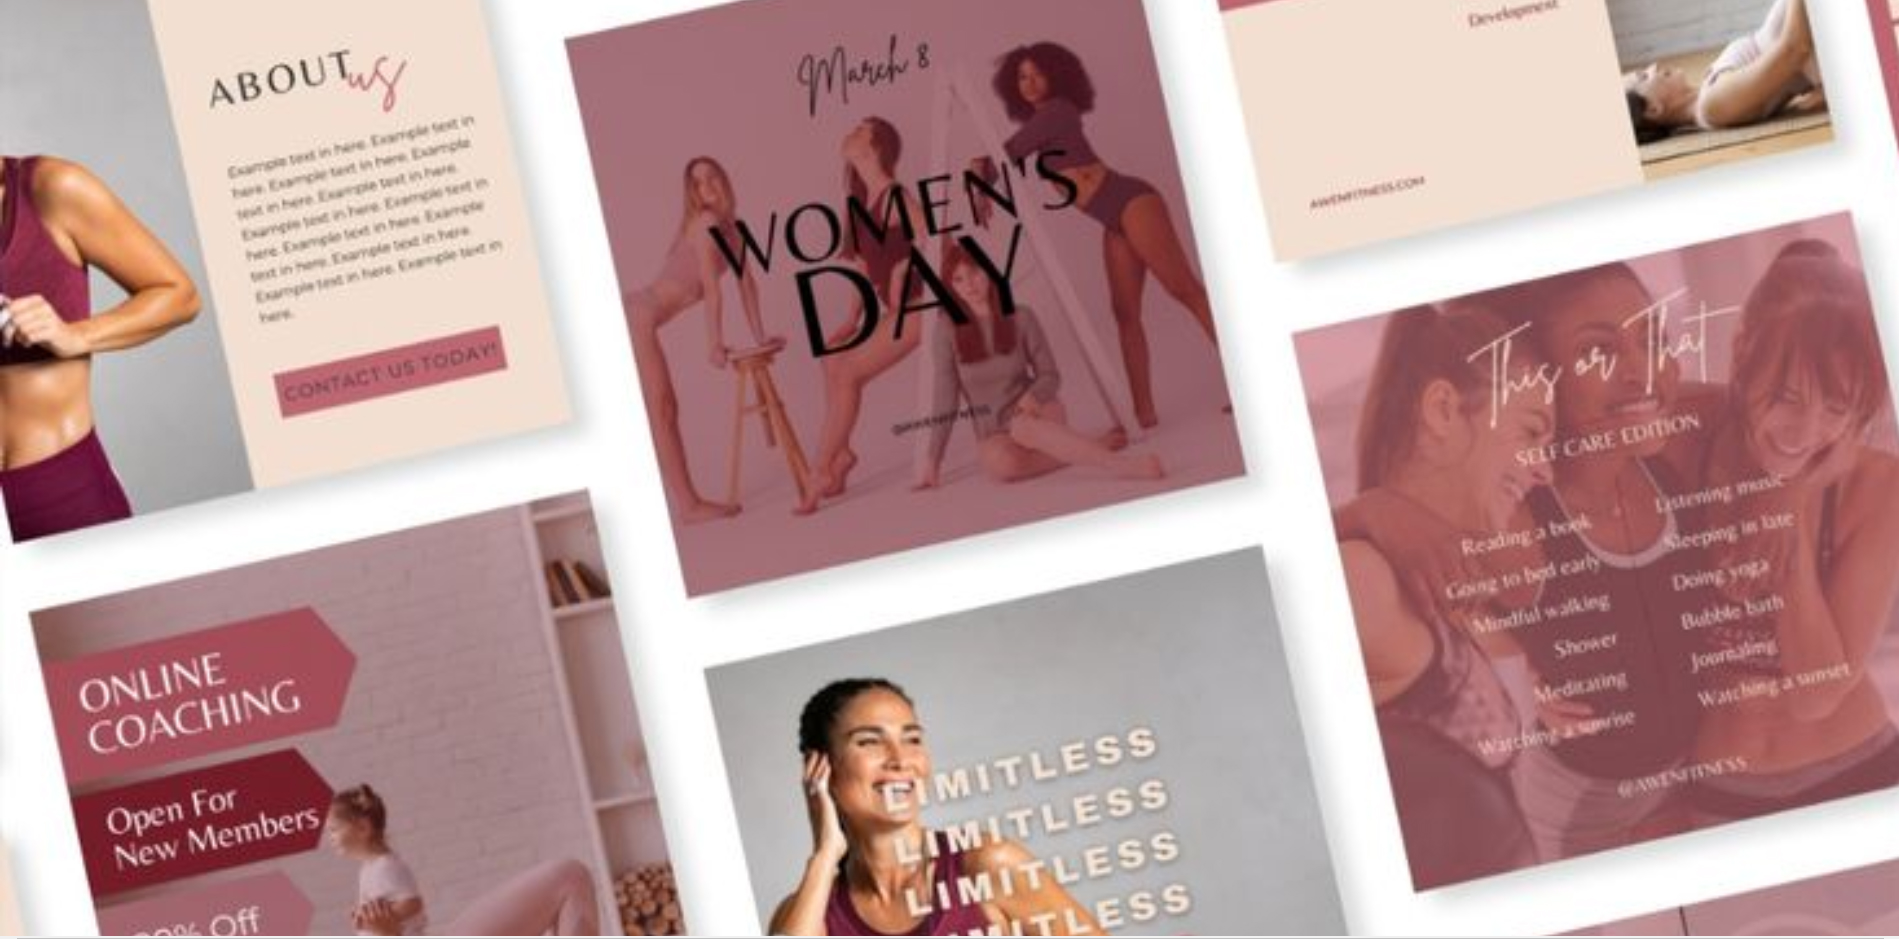 ABOUT us
Example text in here. Example text in
here. Example text in here. Example
text in here. Example text in here.
Example text in here. Example text in
here. Example text in here. Example
text in here. Example text in here.
Example text in here. Example text in
here.
CONTACT US TODAY!
March 8
WOMEN'S
DAY
@AWENFITNESS
Development
AWENFITNESS.COM
This or That
SELF CARE EDITION
Reading a book Listening music
Going to bed early Sleeping in late
Mindful walking Doing yoga
Shower Bubble bath
Meditating Journaling
Watching a sunrise Watching a sunset
@AWENFITNESS
ONLINE
COACHING
Open For
New Members
% Off
LIMITLESS
LIMITLESS
LIMITLESS
LIMITLESS